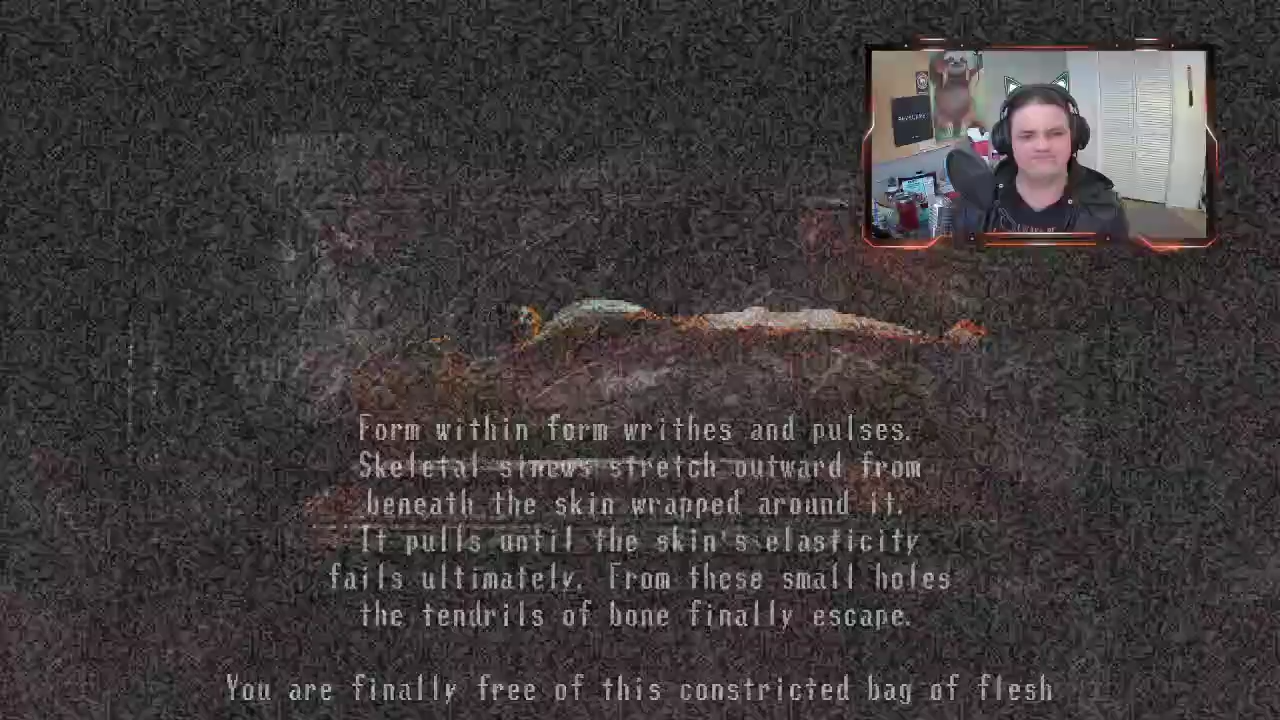 Form within form writhes and pulses.
Skeletal sinews stretch outward from
beneath the skin wrapped around it.
It pulls until the skin's elasticity
fails ultimately. From these small holes
the tendrils of bone finally escape.
You are finally free of this constricted bag of flesh